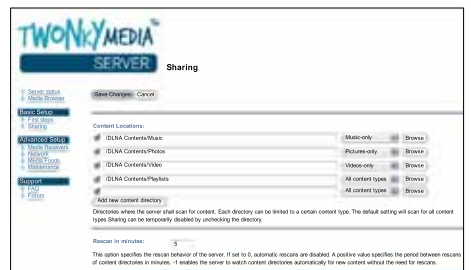 TWONKYMEDIA
SERVER
Sharing
Server status
Media Browser
Save Changes Cancel
Basic Setup
First steps
Sharing
Advanced Setup
Media Receivers
Network
Media Feeds
Maintenance
Support
FAQ
Forum
Content Locations:
/DLNA Contents/Music Music-only Browse
/DLNA Contents/Photos Pictures-only Browse
/DLNA Contents/Video Videos-only Browse
/DLNA Contents/Playlists All content types Browse
All content types Browse
Add new content directory
Directories where the server shall scan for content. Each directory can be limited to a certain content type. The default setting will scan for all content
types.Sharing can be temporarily disabled by unchecking the directory.
Rescan in minutes: 5
This option specifies the rescan behavior of the server. If set to 0, automatic rescans are disabled. A positive value specifies the period between rescans
of content directories in minutes. -1 enables the server to watch content directories automatically for new content without the need for rescans.